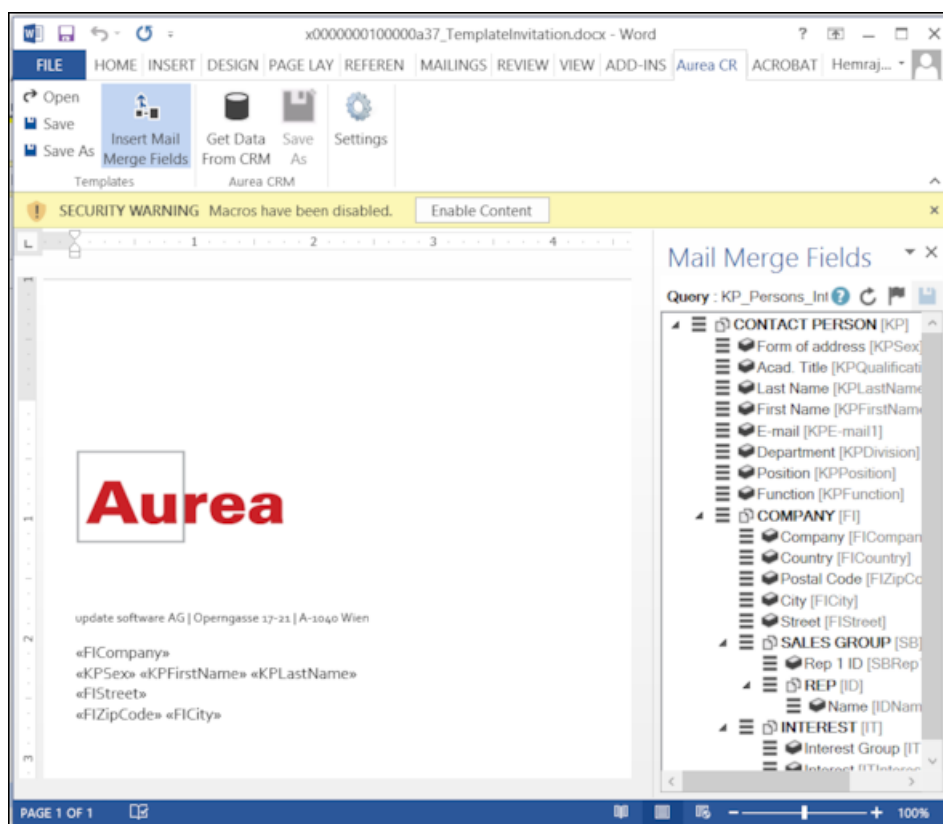 x0000000100000a37_TemplateInvitation.docx - Word
FILE HOME INSERT DESIGN PAGE LAY REFEREN MAILINGS REVIEW VIEW ADD-INS Aurea CR ACROBAT Hemraj...
Open
Save
Save As
Insert Mail
Merge Fields
Get Data
From CRM
Save
As
Settings
Templates
Aurea CRM
SECURITY WARNING Macros have been disabled. Enable Content
1 2 3 4
Mail Merge Fields
Query : KP_Persons_Int
CONTACT PERSON [KP]
Form of address [KPSex]
Acad. Title [KPQualificati
Last Name [KPLastName
First Name [KPFirstName
E-mail [KPE-mail1]
Department [KPDivision]
Position [KPPosition]
Function [KPFunction]
COMPANY [FI]
Company [FICompan
Country [FICountry]
Postal Code [FIZipCo
City [FICity]
Street [FIStreet]
SALES GROUP [SB]
Rep 1 ID [SBRep
REP [ID]
Name [IDNam
INTEREST [IT]
Interest Group [IT
Interest [ITInteres
Aurea
update software AG | Operngasse 17-21 | A-1040 Wien
«FICompany»
«KPSex» «KPFirstName» «KPLastName»
«FIStreet»
«FIZipCode» «FICity»
PAGE 1 OF 1
100%